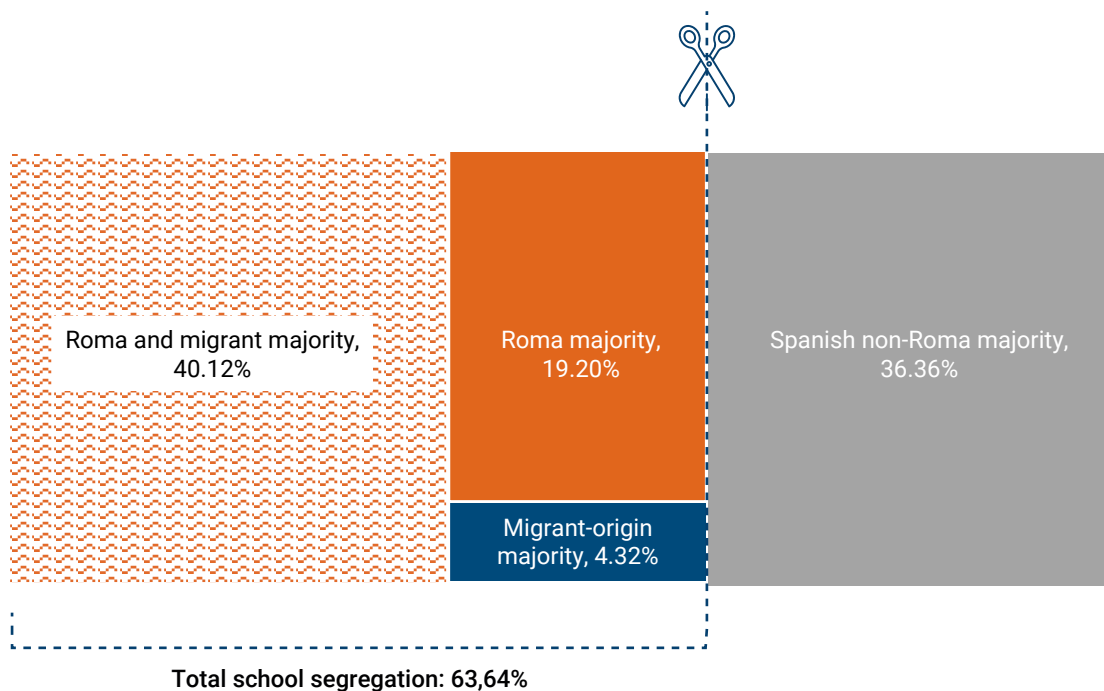 Roma and migrant majority,
40.12%
Roma majority,
19.20%
Spanish non-Roma majority,
36.36%
Migrant-origin
majority, 4.32%
Total school segregation: 63,64%